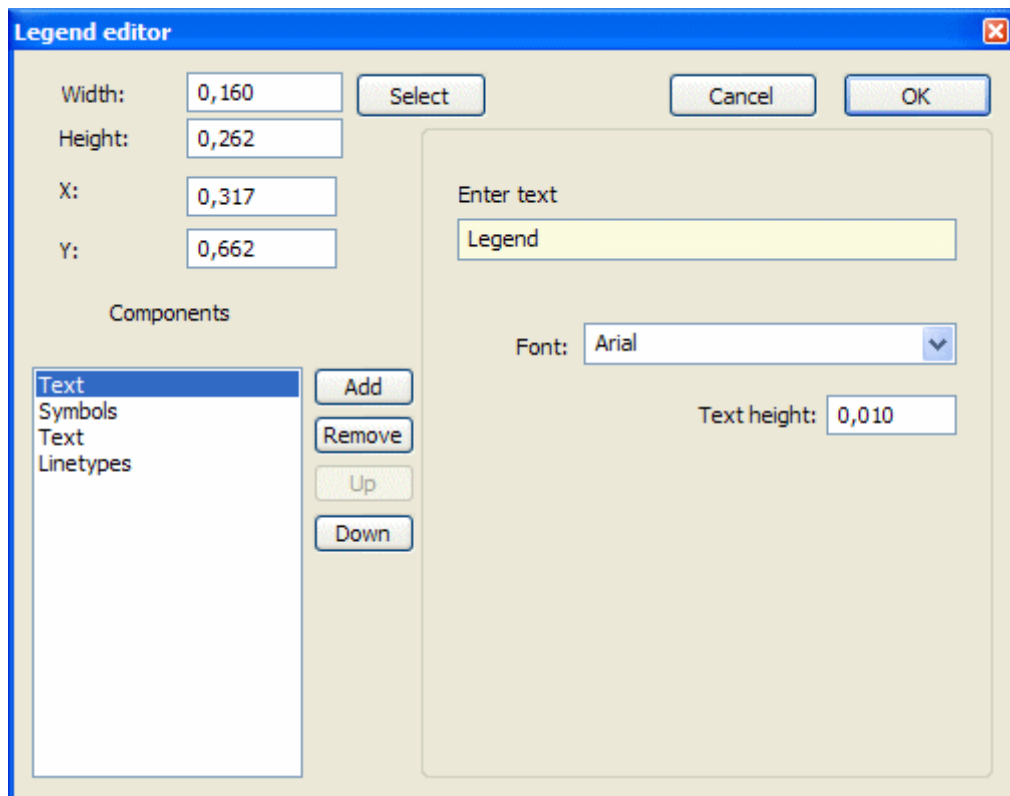 Legend editor
Width: 0,160 Select Cancel OK
Height: 0,262
X: 0,317
Y: 0,662
Components
Text
Symbols
Text
Linetypes
Add
Remove
Up
Down
Enter text
Legend
Font: Arial
Text height: 0,010